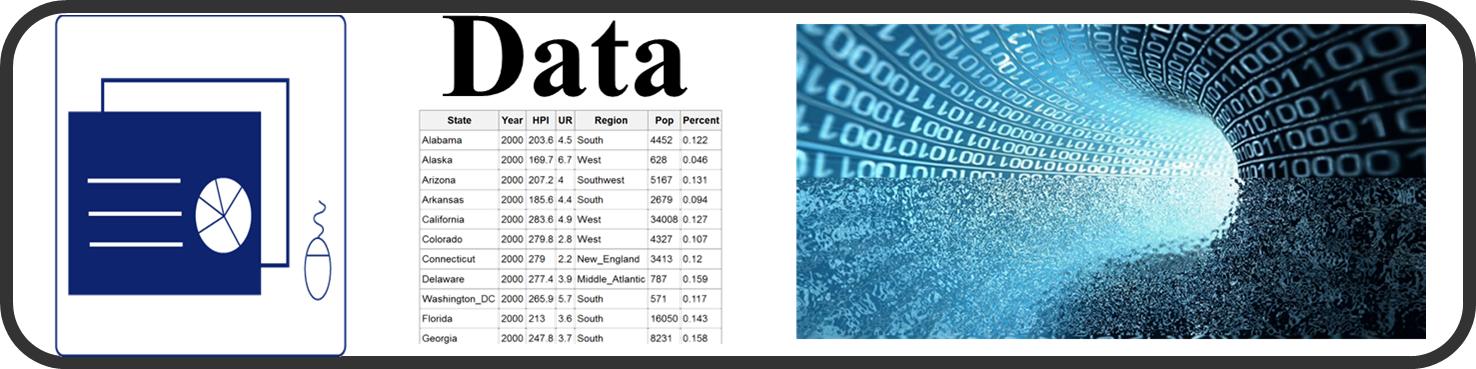 Data
State Year HPI UR Region Pop Percent
Alabama 2000 203.6 4.5 South 4452 0.122
Alaska 2000 169.7 6.7 West 628 0.046
Arizona 2000 207.2 4 Southwest 5167 0.131
Arkansas 2000 185.6 4.4 South 2679 0.094
California 2000 283.6 4.9 West 34008 0.127
Colorado 2000 279.8 2.8 West 4327 0.107
Connecticut 2000 279 2.2 New_England 3413 0.12
Delaware 2000 277.4 3.9 Middle_Atlantic 787 0.159
Washington_DC 2000 265.9 5.7 South 571 0.117
Florida 2000 213 3.6 South 16050 0.143
Georgia 2000 247.8 3.7 South 8231 0.158